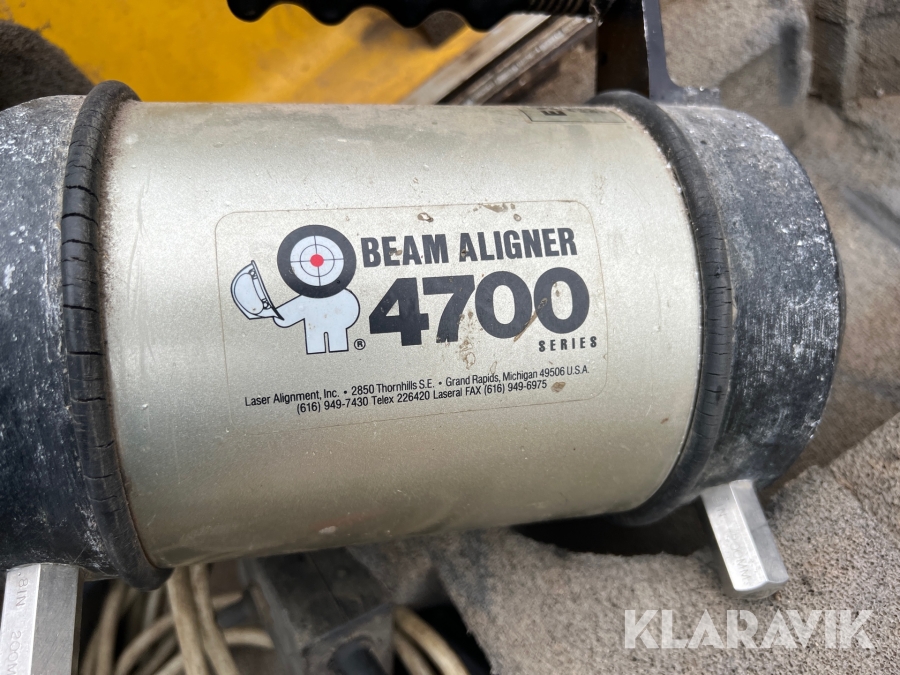 BEAM ALIGNER
4700
®
SERIES
Laser Alignment, Inc. • 2850 Thornhills S.E. • Grand Rapids, Michigan 49506 U.S.A.
(616) 949-7430 Telex 226420 Laseral FAX (616) 949-6975
KLARAVIK